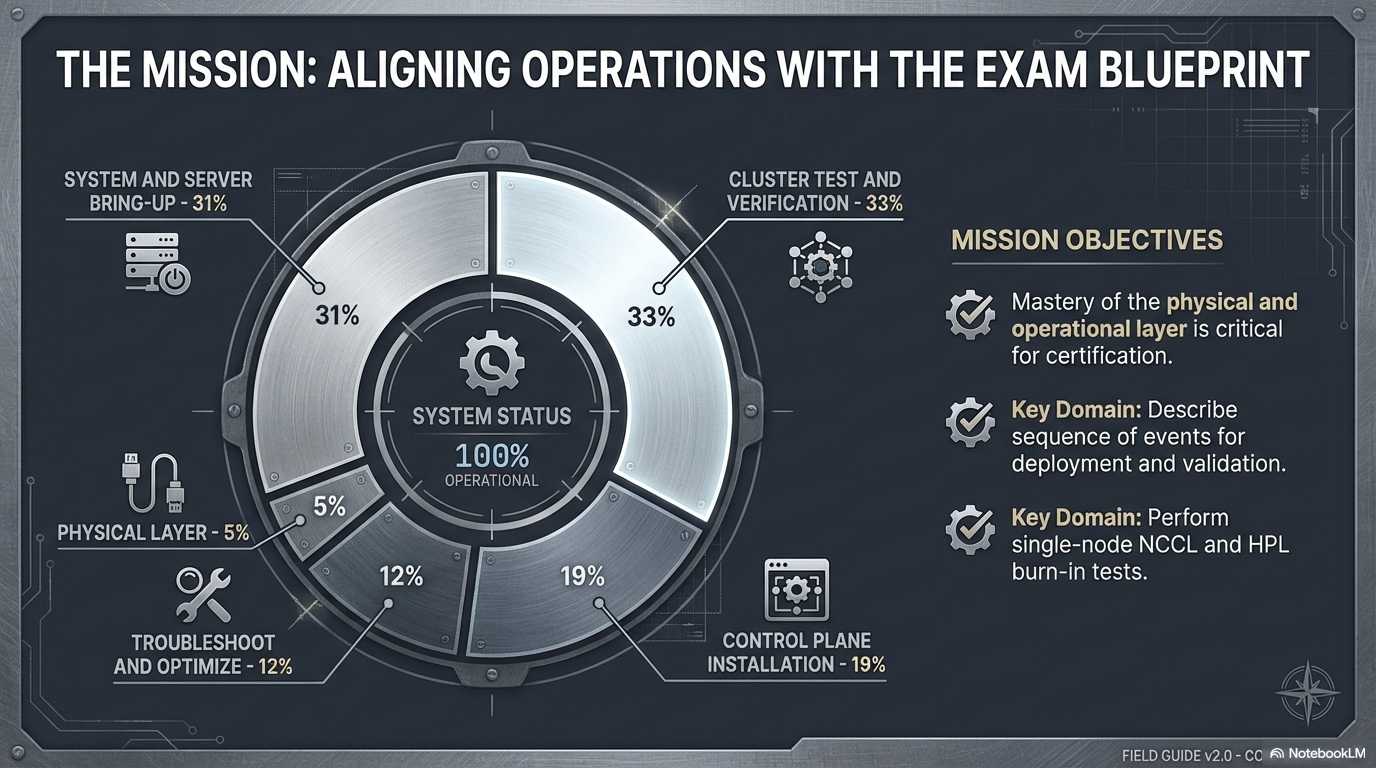 THE MISSION: ALIGNING OPERATIONS WITH THE EXAM BLUEPRINT
SYSTEM AND SERVER
BRING-UP - 31%
CLUSTER TEST AND
VERIFICATION - 33%
31%
33%
5%
12%
19%
SYSTEM STATUS
100%
OPERATIONAL
PHYSICAL LAYER - 5%
TROUBLESHOOT
AND OPTIMIZE - 12%
CONTROL PLANE
INSTALLATION - 19%
MISSION OBJECTIVES
Mastery of the physical and
operational layer is critical
for certification.
Key Domain: Describe
sequence of events for
deployment and validation.
Key Domain: Perform
single-node NCCL and HPL
burn-in tests.
FIELD GUIDE v2.0 -
NotebookLM